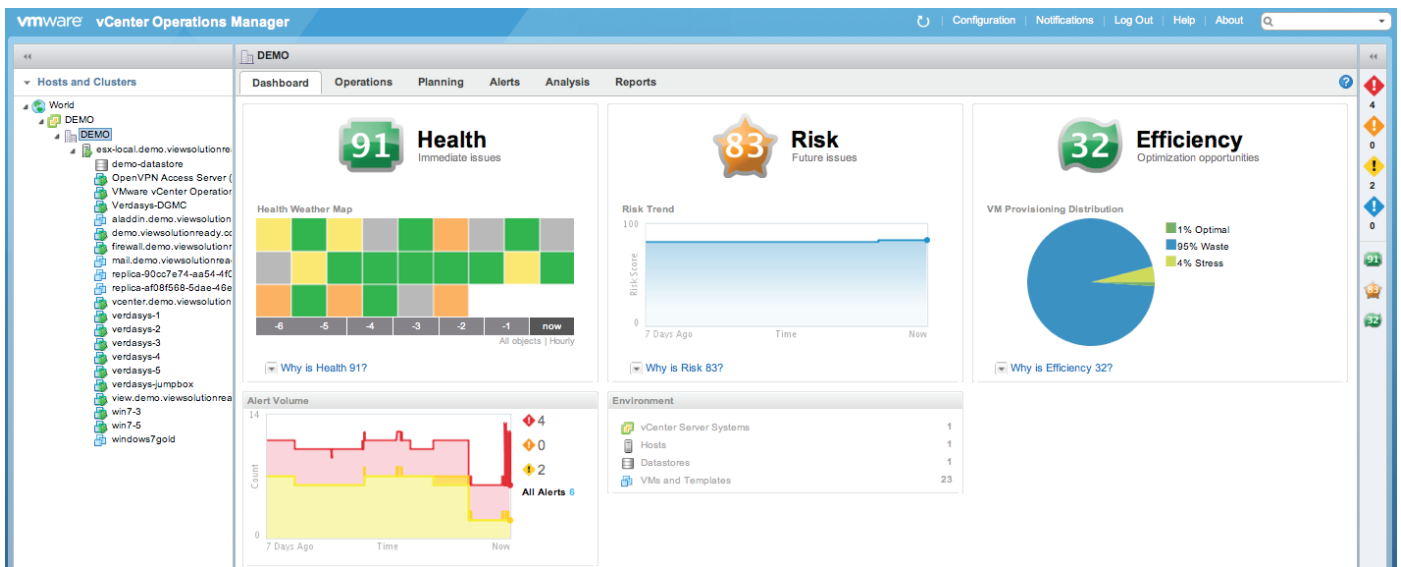 vmware vCenter Operations Manager
Configuration | Notifications | Log Out | Help | About
DEMO
Hosts and Clusters
World
DEMO
DEMO
esx-local.demo.viewsolutionre
demo-datastore
OpenVPN Access Server (
VMware vCenter Operation
Verdasys-DGMC
aladdin.demo.viewsolution
demo.viewsolutionready.co
firewall.demo.viewsolutionr
mail.demo.viewsolutionrea
replica-90cc7e74-aa54-4f0
replica-af08f568-5dae-46e
vcenter.demo.viewsolution
verdasys-1
verdasys-2
verdasys-3
verdasys-4
verdasys-5
verdasys-jumpbox
view.demo.viewsolutionrea
win7-3
win7-5
windows7gold
Dashboard Operations Planning Alerts Analysis Reports
91 Health
Immediate issues
Health Weather Map
-6 -5 -4 -3 -2 -1 now
All objects | Hourly
Why is Health 91?
83 Risk
Future issues
Risk Trend
100
Risk Score
0
7 Days Ago Time Now
Why is Risk 83?
32 Efficiency
Optimization opportunities
VM Provisioning Distribution
1% Optimal
95% Waste
4% Stress
Why is Efficiency 32?
Alert Volume
14
Count
0
7 Days Ago Time Now
4
0
2
All Alerts 6
Environment
vCenter Server Systems 1
Hosts 1
Datastores 1
VMs and Templates 23
4
0
2
0
91
83
32